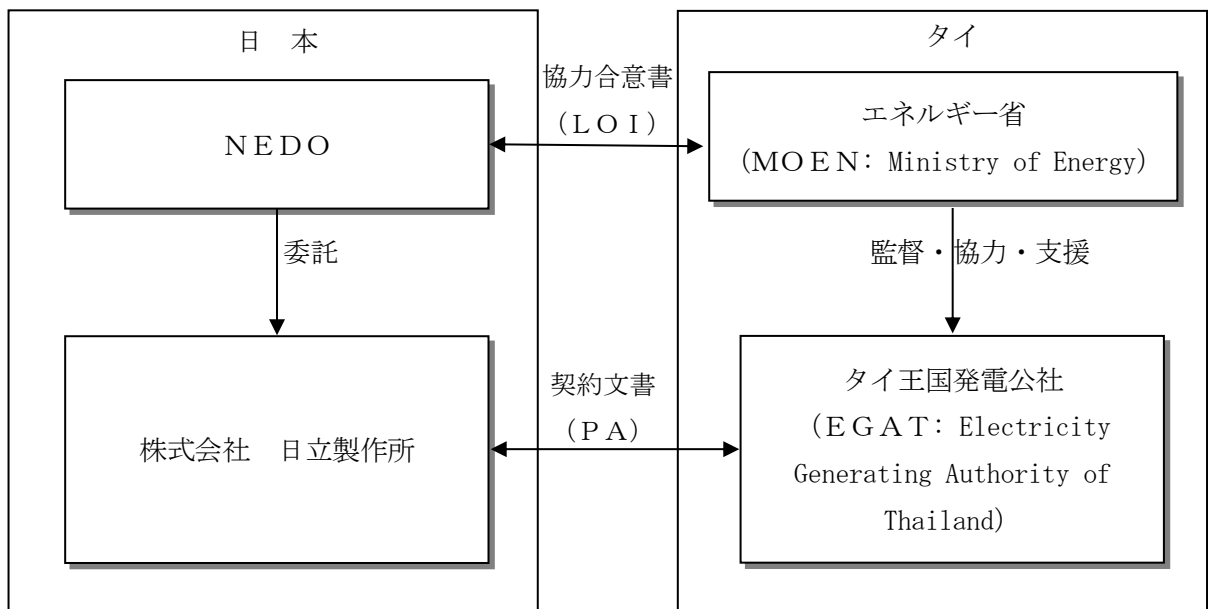 日　本
タイ
協力合意書
（ＬＯＩ）
ＮＥＤＯ
エネルギー省
（ＭＯＥＮ: Ministry of Energy）
委託
監督・協力・支援
契約文書
（ＰＡ）
株式会社　日立製作所
タイ王国発電公社
（ＥＧＡＴ: Electricity
Generating Authority of
Thailand）